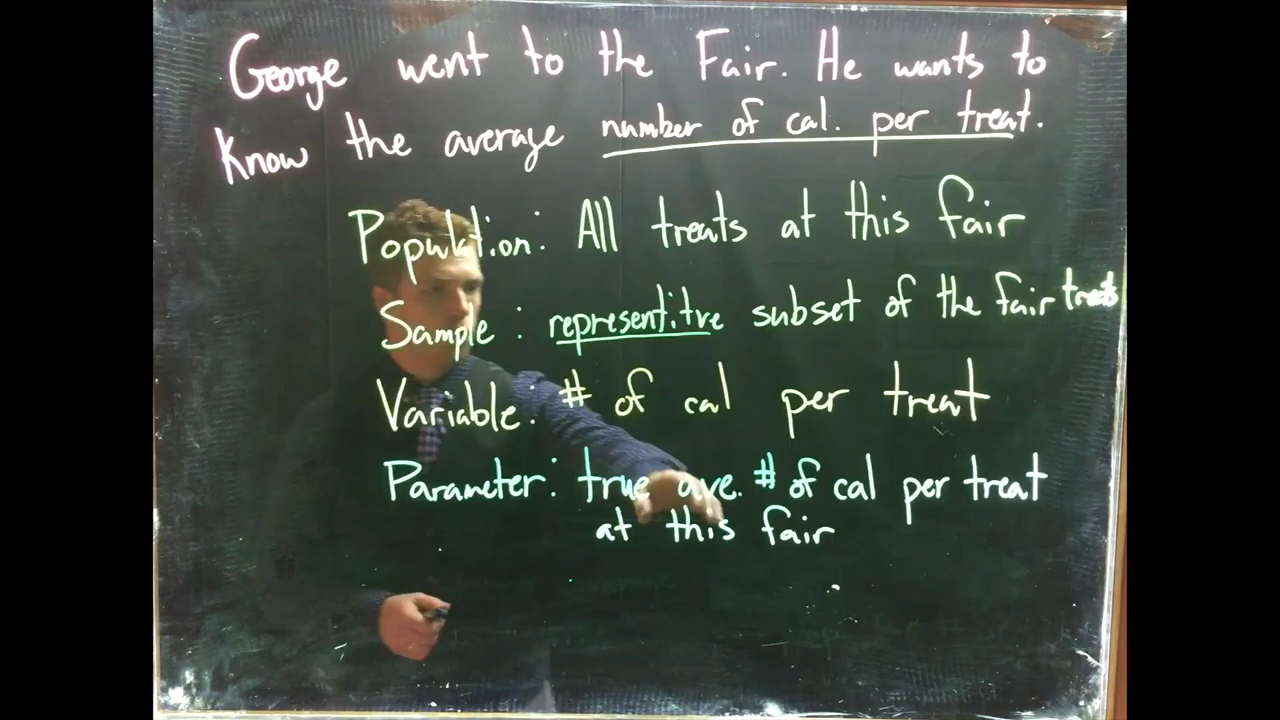 George went to the Fair. He wants to
Know the average number of cal. per treat.
Population: All treats at this fair
Sample: representitve subset of the fair treats
Variable: # of cal per treat
Parameter: true ave. # of cal per treat
at this fair